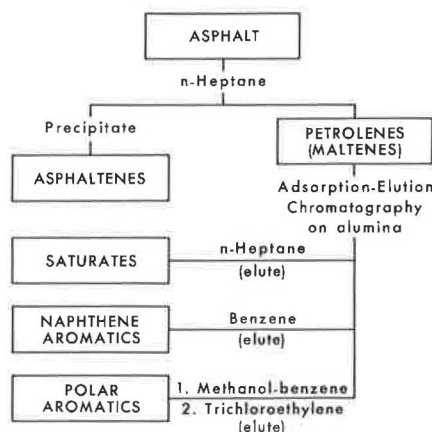 ASPHALT
n-Heptane
Precipitate
ASPHALTENES
PETROLENES
(MALTENES)
Adsorption-Elution
Chromatography
on alumina
SATURATES
n-Heptane
(elute)
NAPHTHENE
AROMATICS
Benzene
(elute)
POLAR
AROMATICS
1. Methanol-benzene
2. Trichloroethylene
(elute)